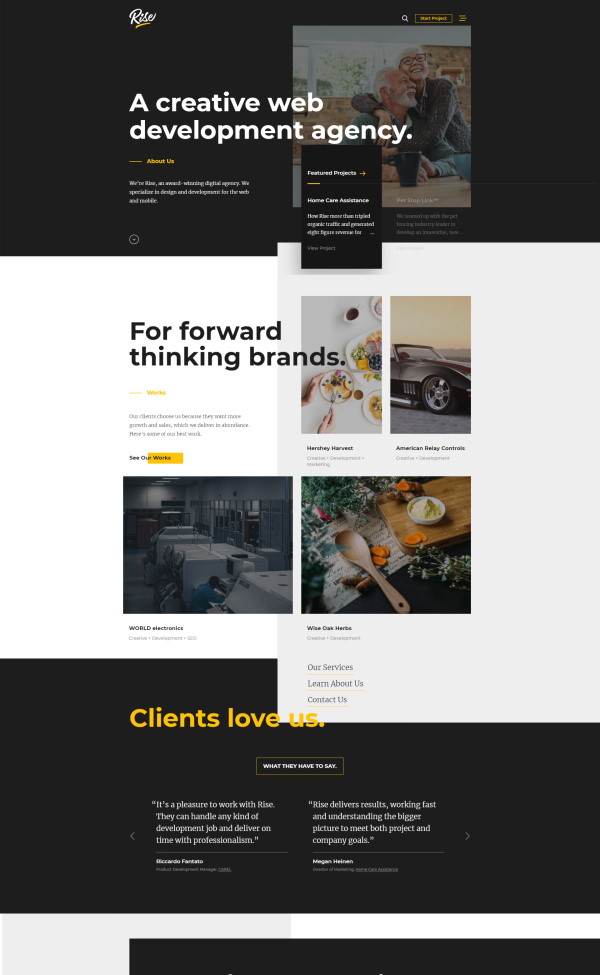 Rise
Start Project
A creative web
development agency.
About Us
We're Rise, an award-winning digital agency. We
specialize in design and development for the web
and mobile.
Featured Projects
Home Care Assistance
How Rise more than tripled
organic traffic and generated
eight figure revenue for ...
View Project
Pet Stop Link™
We teamed up with the pet
fencing industry leader to
develop an innovative, new ...
View Project
For forward
thinking brands.
Works
Our clients choose us because they want more
growth and sales, which we deliver in abundance.
Here's some of our best work.
See Our Works
Hershey Harvest
Creative + Development +
Marketing
American Relay Controls
Creative + Development
WORLD electronics
Creative + Development + SEO
Wise Oak Herbs
Creative + Development
Our Services
Learn About Us
Contact Us
Clients love us.
WHAT THEY HAVE TO SAY.
“It's a pleasure to work with Rise.
They can handle any kind of
development job and deliver on
time with professionalism.”
Riccardo Fantato
Product Development Manager, CAREL
“Rise delivers results, working fast
and understanding the bigger
picture to meet both project and
company goals.”
Megan Heinen
Director of Marketing, Home Care Assistance